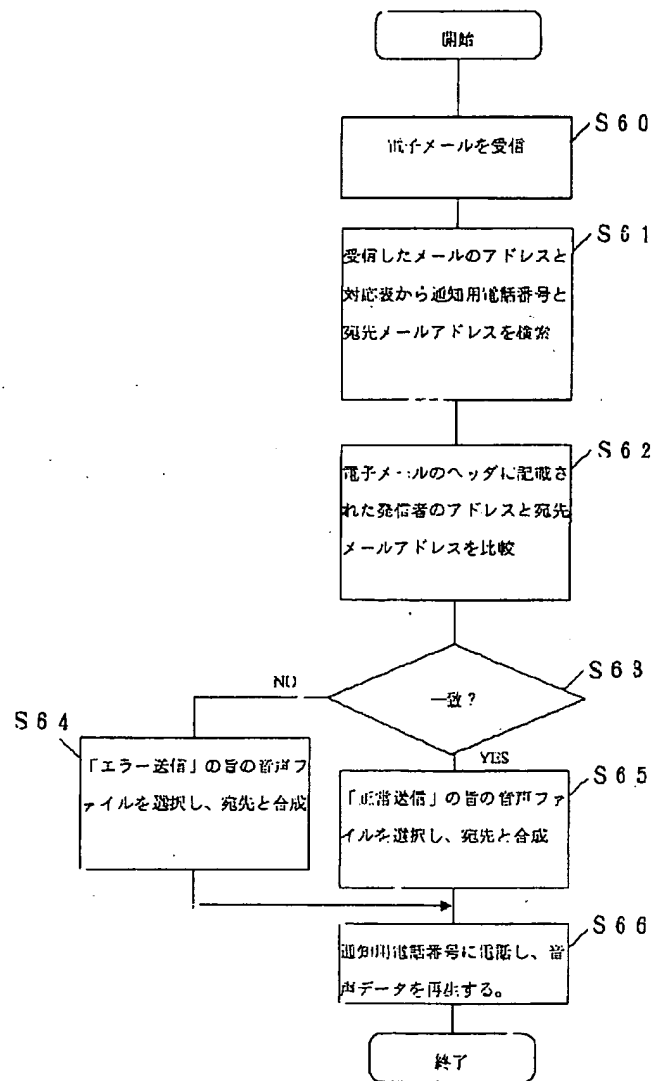 開始
S60
電子メールを受信
S61
受信したメールのアドレスと
対応表から通知用電話番号と
宛先メールアドレスを検索
S62
電子メールのヘッダに記載さ
れた発信者のアドレスと宛先
メールアドレスを比較
S63
一致?
NO
YES
S64
「エラー送信」の旨の音声フ
ァイルを選択し、宛先と合成
S65
「正常送信」の旨の音声ファ
イルを選択し、宛先と合成
S66
通知用電話番号に電話し、音
声データを再生する。
終了